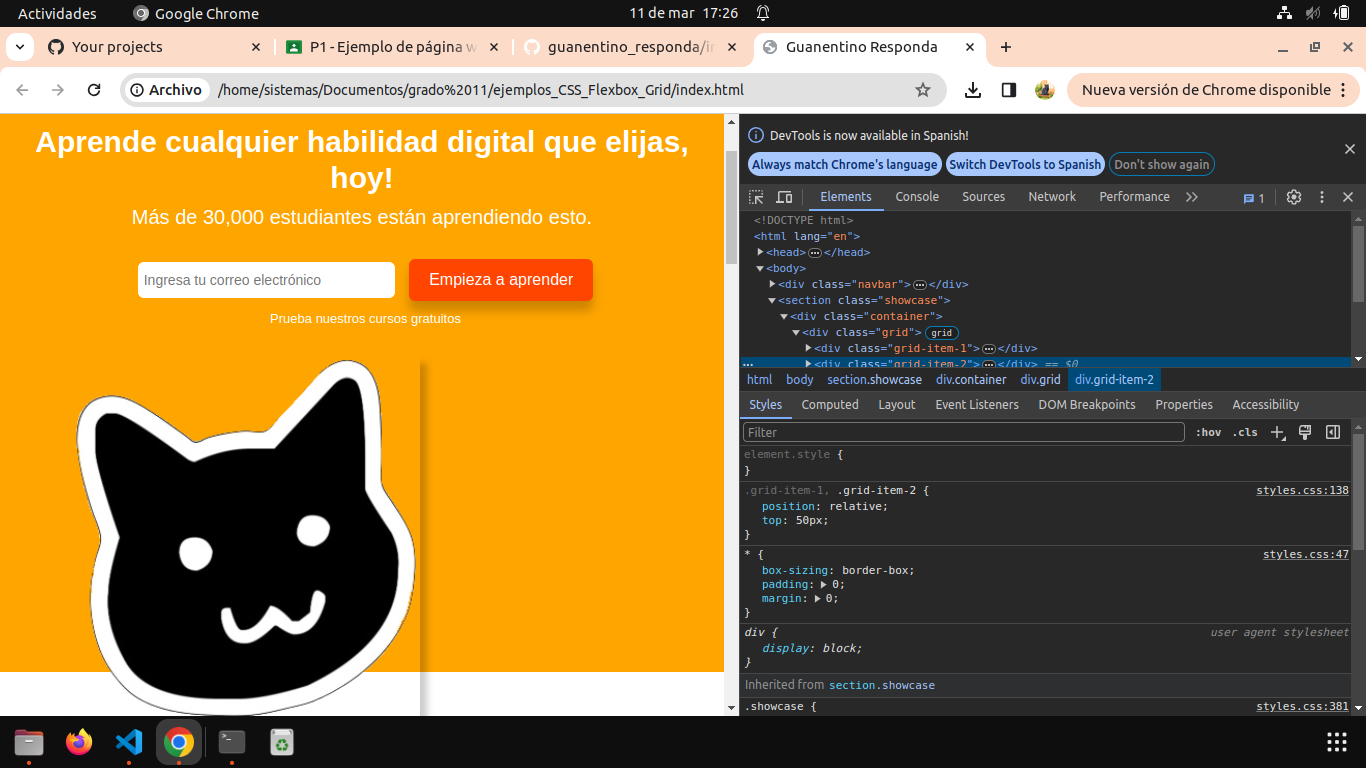 Actividades
Google Chrome
11 de mar 17:26
Your projects
P1 - Ejemplo de página w
guanentino_responda/in
Guanentino Responda
Archivo
/home/sistemas/Documentos/grado%2011/ejemplos_CSS_Flexbox_Grid/index.html
Nueva versión de Chrome disponible
Aprende cualquier habilidad digital que elijas,
hoy!
Más de 30,000 estudiantes están aprendiendo esto.
Ingresa tu correo electrónico
Empieza a aprender
Prueba nuestros cursos gratuitos
DevTools is now available in Spanish!
Always match Chrome's language
Switch DevTools to Spanish
Don't show again
Elements Console Sources Network Performance 1
<!DOCTYPE html>
<html lang="en">
<head> ••• </head>
<body>
<div class="navbar"> ••• </div>
<section class="showcase">
<div class="container">
<div class="grid"> grid
<div class="grid-item-1"> ••• </div>
<div class="grid-item-2"> ••• </div> == $0
html body section.showcase div.container div.grid div.grid-item-2
Styles Computed Layout Event Listeners DOM Breakpoints Properties Accessibility
Filter :hov .cls
element.style {
}
.grid-item-1, .grid-item-2 { styles.css:138
position: relative;
top: 50px;
}
* { styles.css:47
box-sizing: border-box;
padding: 0;
margin: 0;
}
div { user agent stylesheet
display: block;
}
Inherited from section.showcase
.showcase { styles.css:381